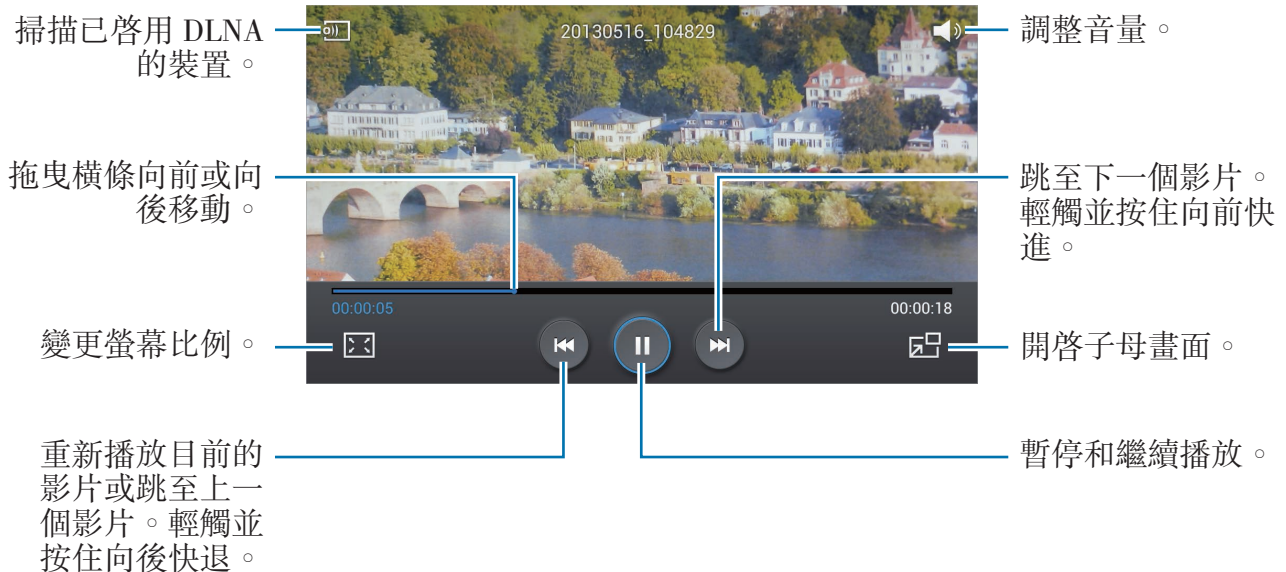 掃描已啓用 DLNA
的裝置。
20130516_104829
調整音量。
拖曳橫條向前或向
後移動。
跳至下一個影片。
輕觸並按住向前快
進。
00:00:05
00:00:18
變更螢幕比例。
開啓子母畫面。
重新播放目前的
影片或跳至上一
個影片。輕觸並
按住向後快退。
暫停和繼續播放。